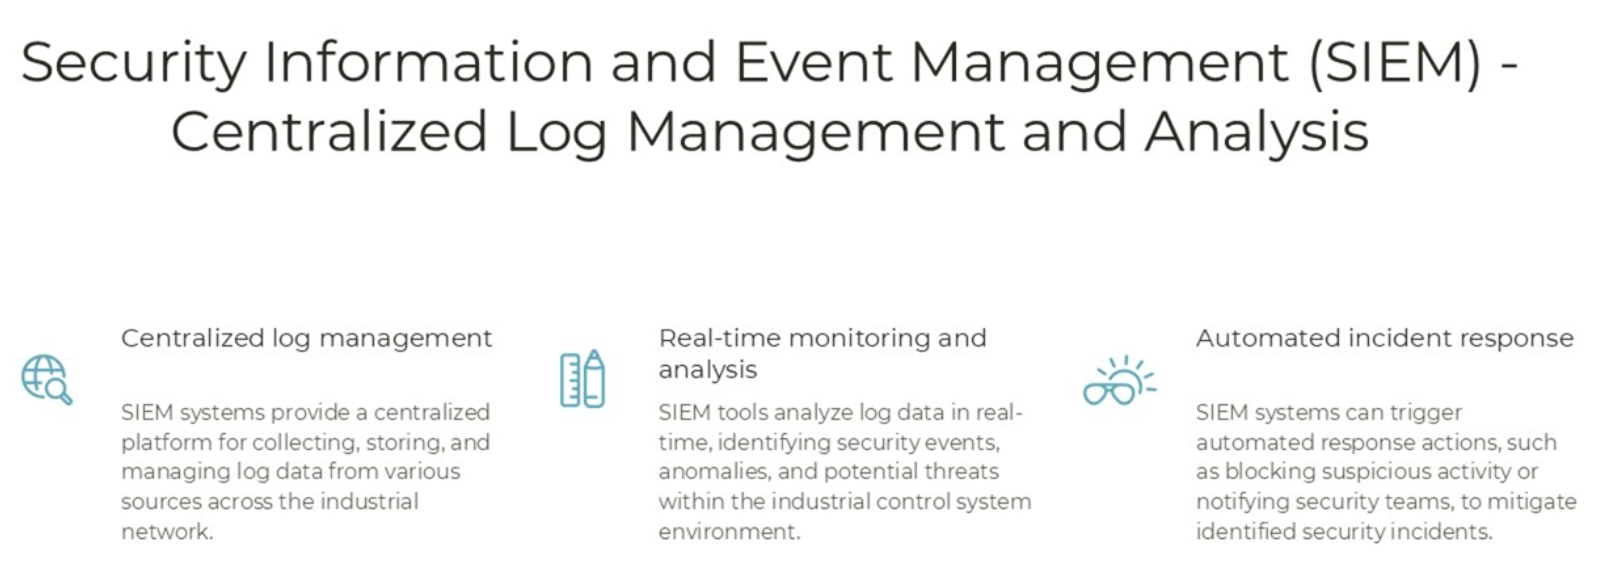 Security Information and Event Management (SIEM) -
Centralized Log Management and Analysis
Centralized log management
SIEM systems provide a centralized
platform for collecting, storing, and
managing log data from various
sources across the industrial
network.
Real-time monitoring and
analysis
SIEM tools analyze log data in real-
time, identifying security events,
anomalies, and potential threats
within the industrial control system
environment.
Automated incident response
SIEM systems can trigger
automated response actions, such
as blocking suspicious activity or
notifying security teams, to mitigate
identified security incidents.